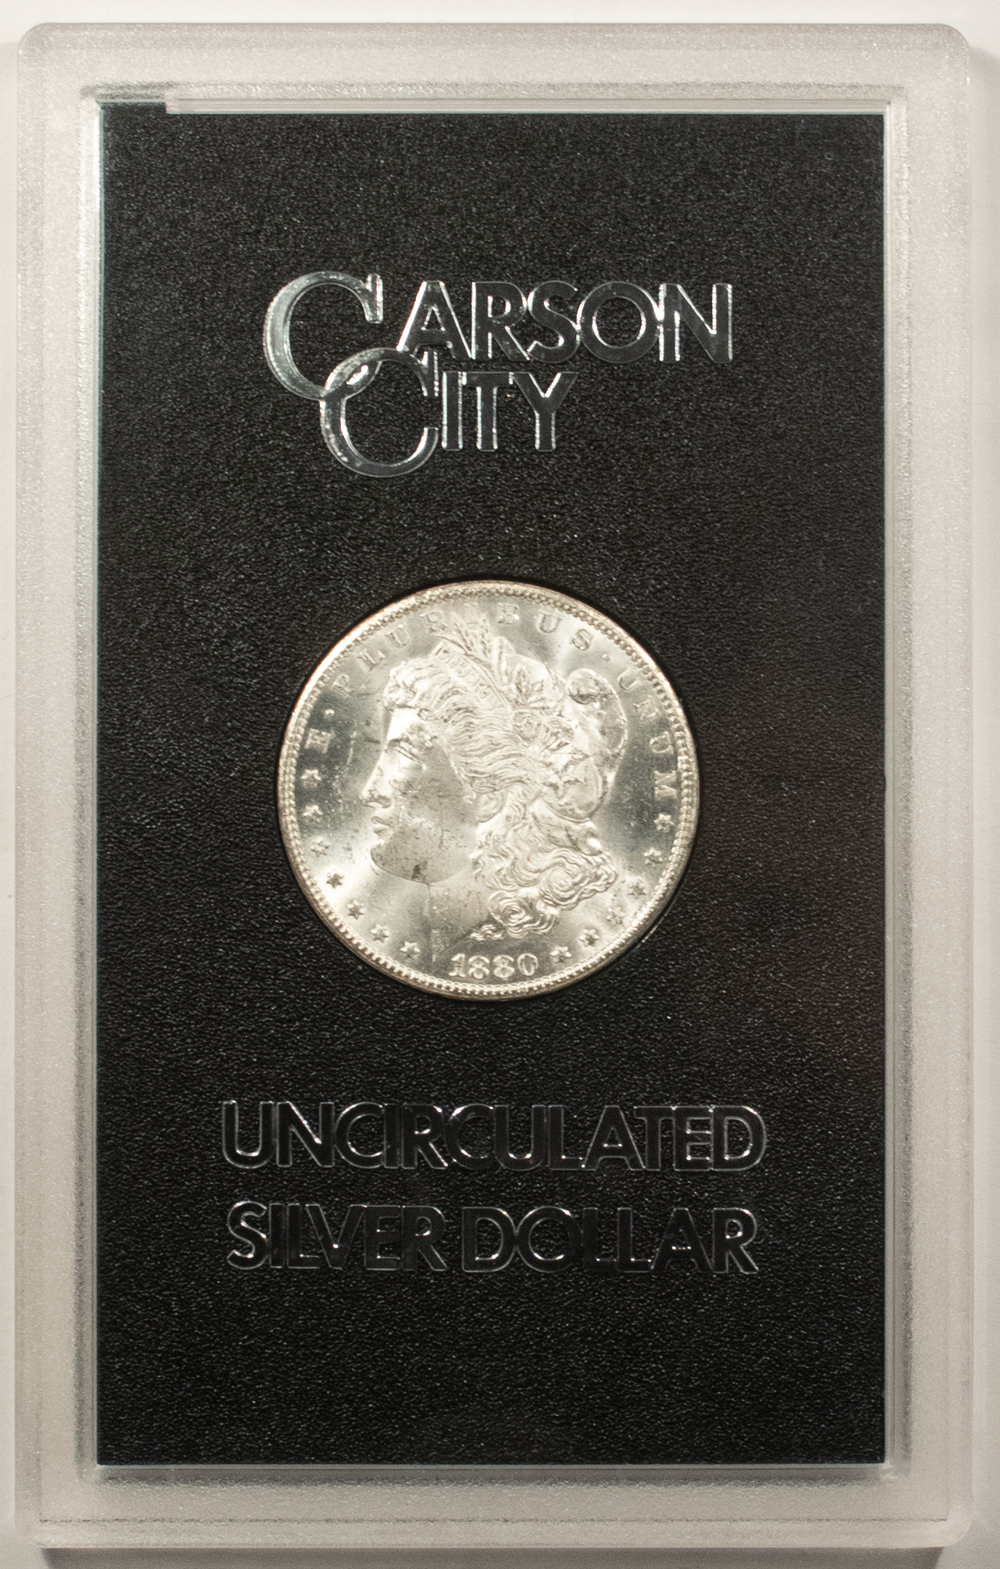 CARSON
CITY
E·PLURIBUS·UNUM
1880
UNCIRCULATED
SILVER DOLLAR